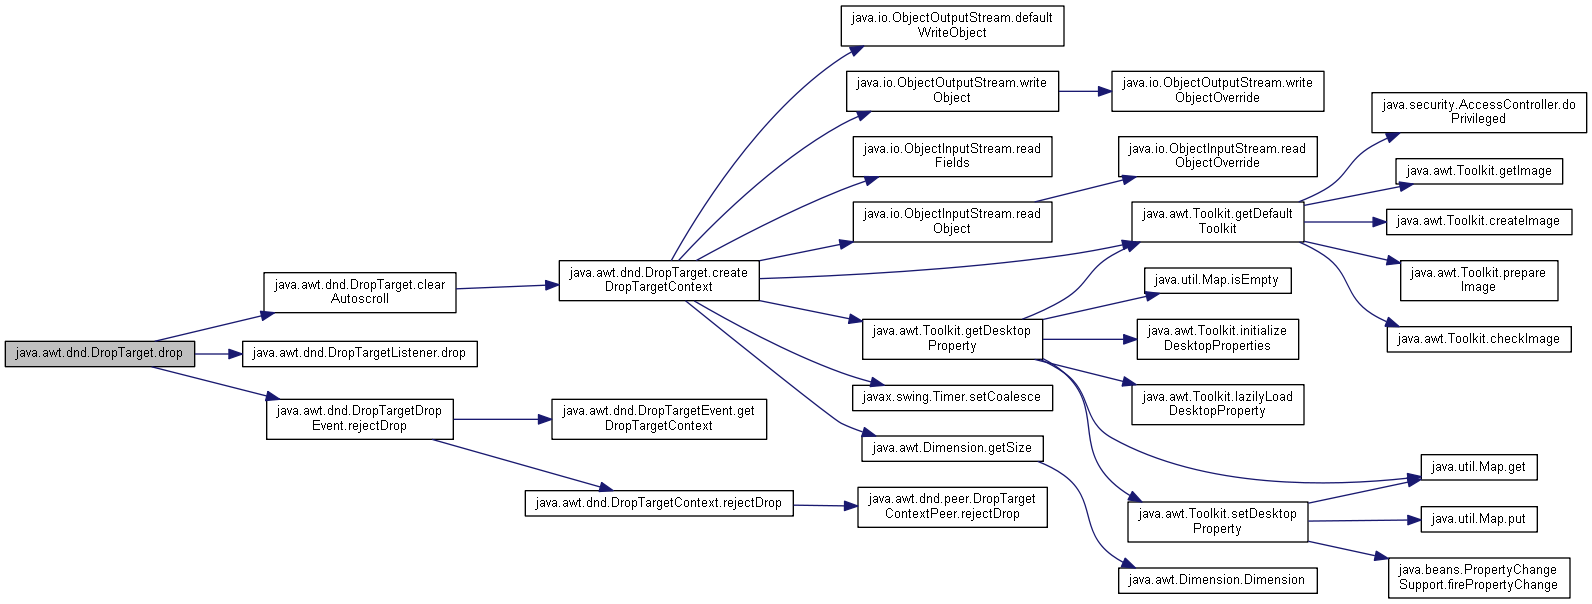 java.io.ObjectOutputStream.default
WriteObject
java.io.ObjectOutputStream.write
Object
java.io.ObjectOutputStream.write
ObjectOverride
java.security.AccessController.do
Privileged
java.io.ObjectInputStream.read
Fields
java.io.ObjectInputStream.read
ObjectOverride
java.awt.Toolkit.getImage
java.io.ObjectInputStream.read
Object
java.awt.Toolkit.getDefault
Toolkit
java.awt.Toolkit.createImage
java.awt.dnd.DropTarget.create
DropTargetContext
java.awt.dnd.DropTarget.clear
Autoscroll
java.util.Map.isEmpty
java.awt.Toolkit.prepare
Image
java.awt.Toolkit.getDesktop
Property
java.awt.Toolkit.initialize
DesktopProperties
java.awt.Toolkit.checkImage
java.awt.dnd.DropTarget.drop
java.awt.dnd.DropTargetListener.drop
javax.swing.Timer.setCoalesce
java.awt.Toolkit.lazilyLoad
DesktopProperty
java.awt.dnd.DropTargetDrop
Event.rejectDrop
java.awt.dnd.DropTargetEvent.get
DropTargetContext
java.awt.Dimension.getSize
java.util.Map.get
java.awt.dnd.DropTargetContext.rejectDrop
java.awt.dnd.peer.DropTarget
ContextPeer.rejectDrop
java.awt.Toolkit.setDesktop
Property
java.util.Map.put
java.awt.Dimension.Dimension
java.beans.PropertyChange
Support.firePropertyChange